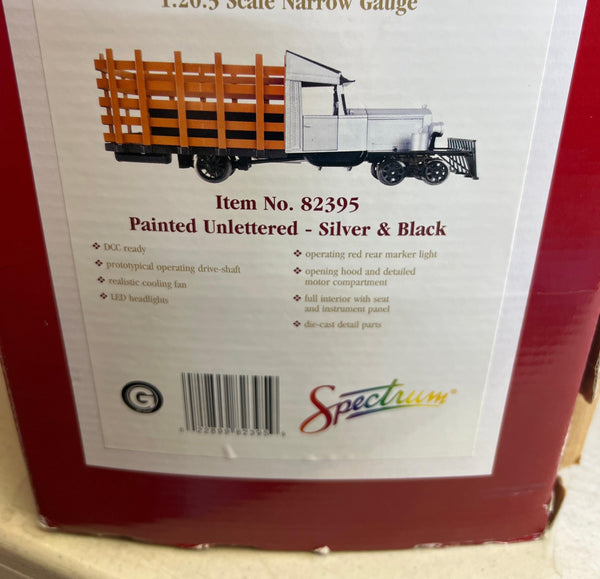 1:20.5 Scale Narrow Gauge
Item No. 82395
Painted Unlettered - Silver & Black
❖ DCC ready
❖ prototypical operating drive-shaft
❖ realistic cooling fan
❖ LED headlights
❖ operating red rear marker light
❖ opening hood and detailed
motor compartment
❖ full interior with seat
and instrument panel
❖ die-cast detail parts
G
Spectrum®